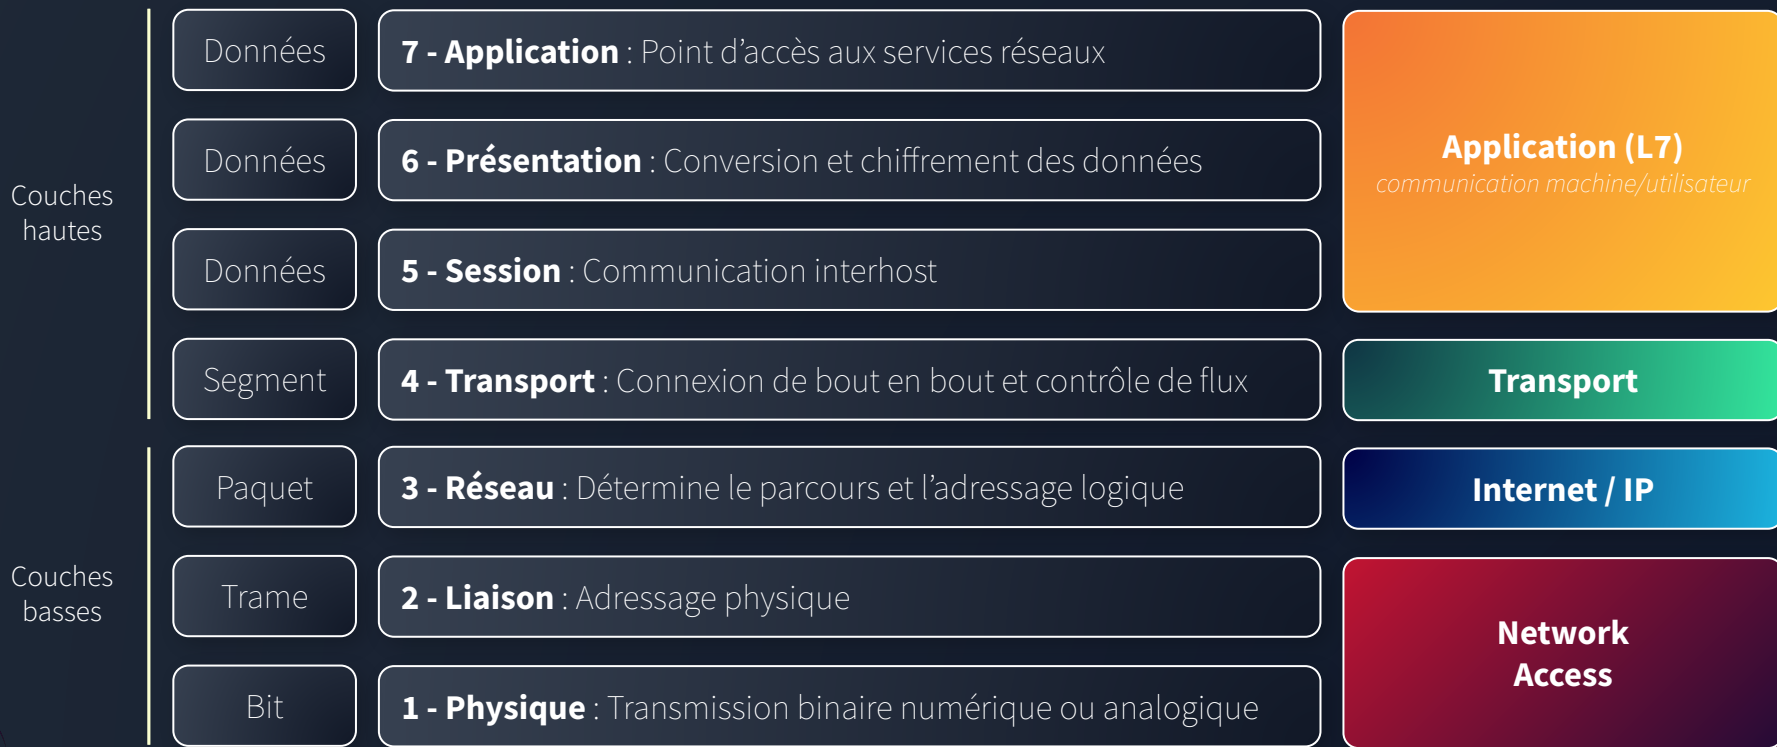 Couches
hautes
Données
7 - Application : Point d’accès aux services réseaux
Données
6 - Présentation : Conversion et chiffrement des données
Données
5 - Session : Communication interhost
Segment
4 - Transport : Connexion de bout en bout et contrôle de flux
Application (L7)
communication machine/utilisateur
Transport
Couches
basses
Paquet
3 - Réseau : Détermine le parcours et l’adressage logique
Trame
2 - Liaison : Adressage physique
Bit
1 - Physique : Transmission binaire numérique ou analogique
Internet / IP
Network
Access